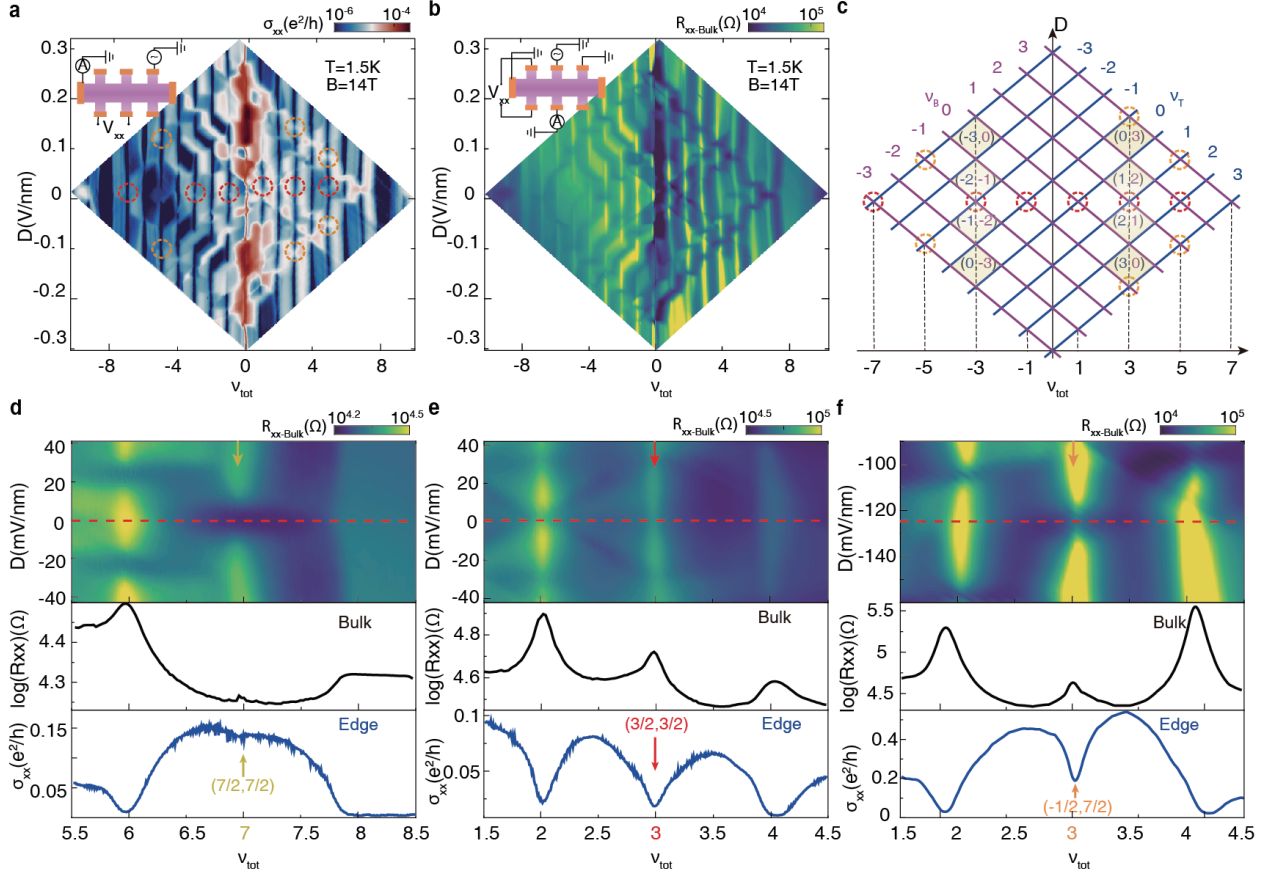 a
σxx(e²/h) 10⁻⁶ 10⁻⁴
T=1.5K
B=14T
A
~
Vxx
D(V/nm)
0.3
0.2
0.1
0
-0.1
-0.2
-0.3
-8 -4 0 4 8
νtot
b
Rxx-Bulk(Ω) 10⁴ 10⁵
T=1.5K
B=14T
~
Vxx
A
D(V/nm)
0.3
0.2
0.1
0
-0.1
-0.2
-0.3
-8 -4 0 4 8
νtot
c
D
3 -3
2 -2
1 -1
νB 0 0 νT
-1 1
-2 2
-3 3
(-3,0) (0,3)
(-2,-1) (1,2)
(-1,-2) (2,1)
(0,-3) (3,0)
-7 -5 -3 -1 1 3 5 7
νtot
d
Rxx-Bulk(Ω) 10^4.2 10^4.5
D(mV/nm)
40
20
0
-20
-40
log(Rxx)(Ω)
Bulk
4.4
4.3
σxx(e²/h)
Edge
0.15
0.05
(7/2,7/2)
5.5 6 6.5 7 7.5 8 8.5
νtot
e
Rxx-Bulk(Ω) 10^4.5 10⁵
D(mV/nm)
40
20
0
-20
-40
log(Rxx)(Ω)
Bulk
4.8
4.6
σxx(e²/h)
Edge
0.1
0.05
(3/2,3/2)
1.5 2 2.5 3 3.5 4 4.5
νtot
f
Rxx-Bulk(Ω) 10⁴ 10⁵
D(mV/nm)
-100
-120
-140
log(Rxx)(Ω)
Bulk
5.5
5
4.5
σxx(e²/h)
Edge
0.4
0.2
0
(-1/2,7/2)
1.5 2 2.5 3 3.5 4 4.5
νtot